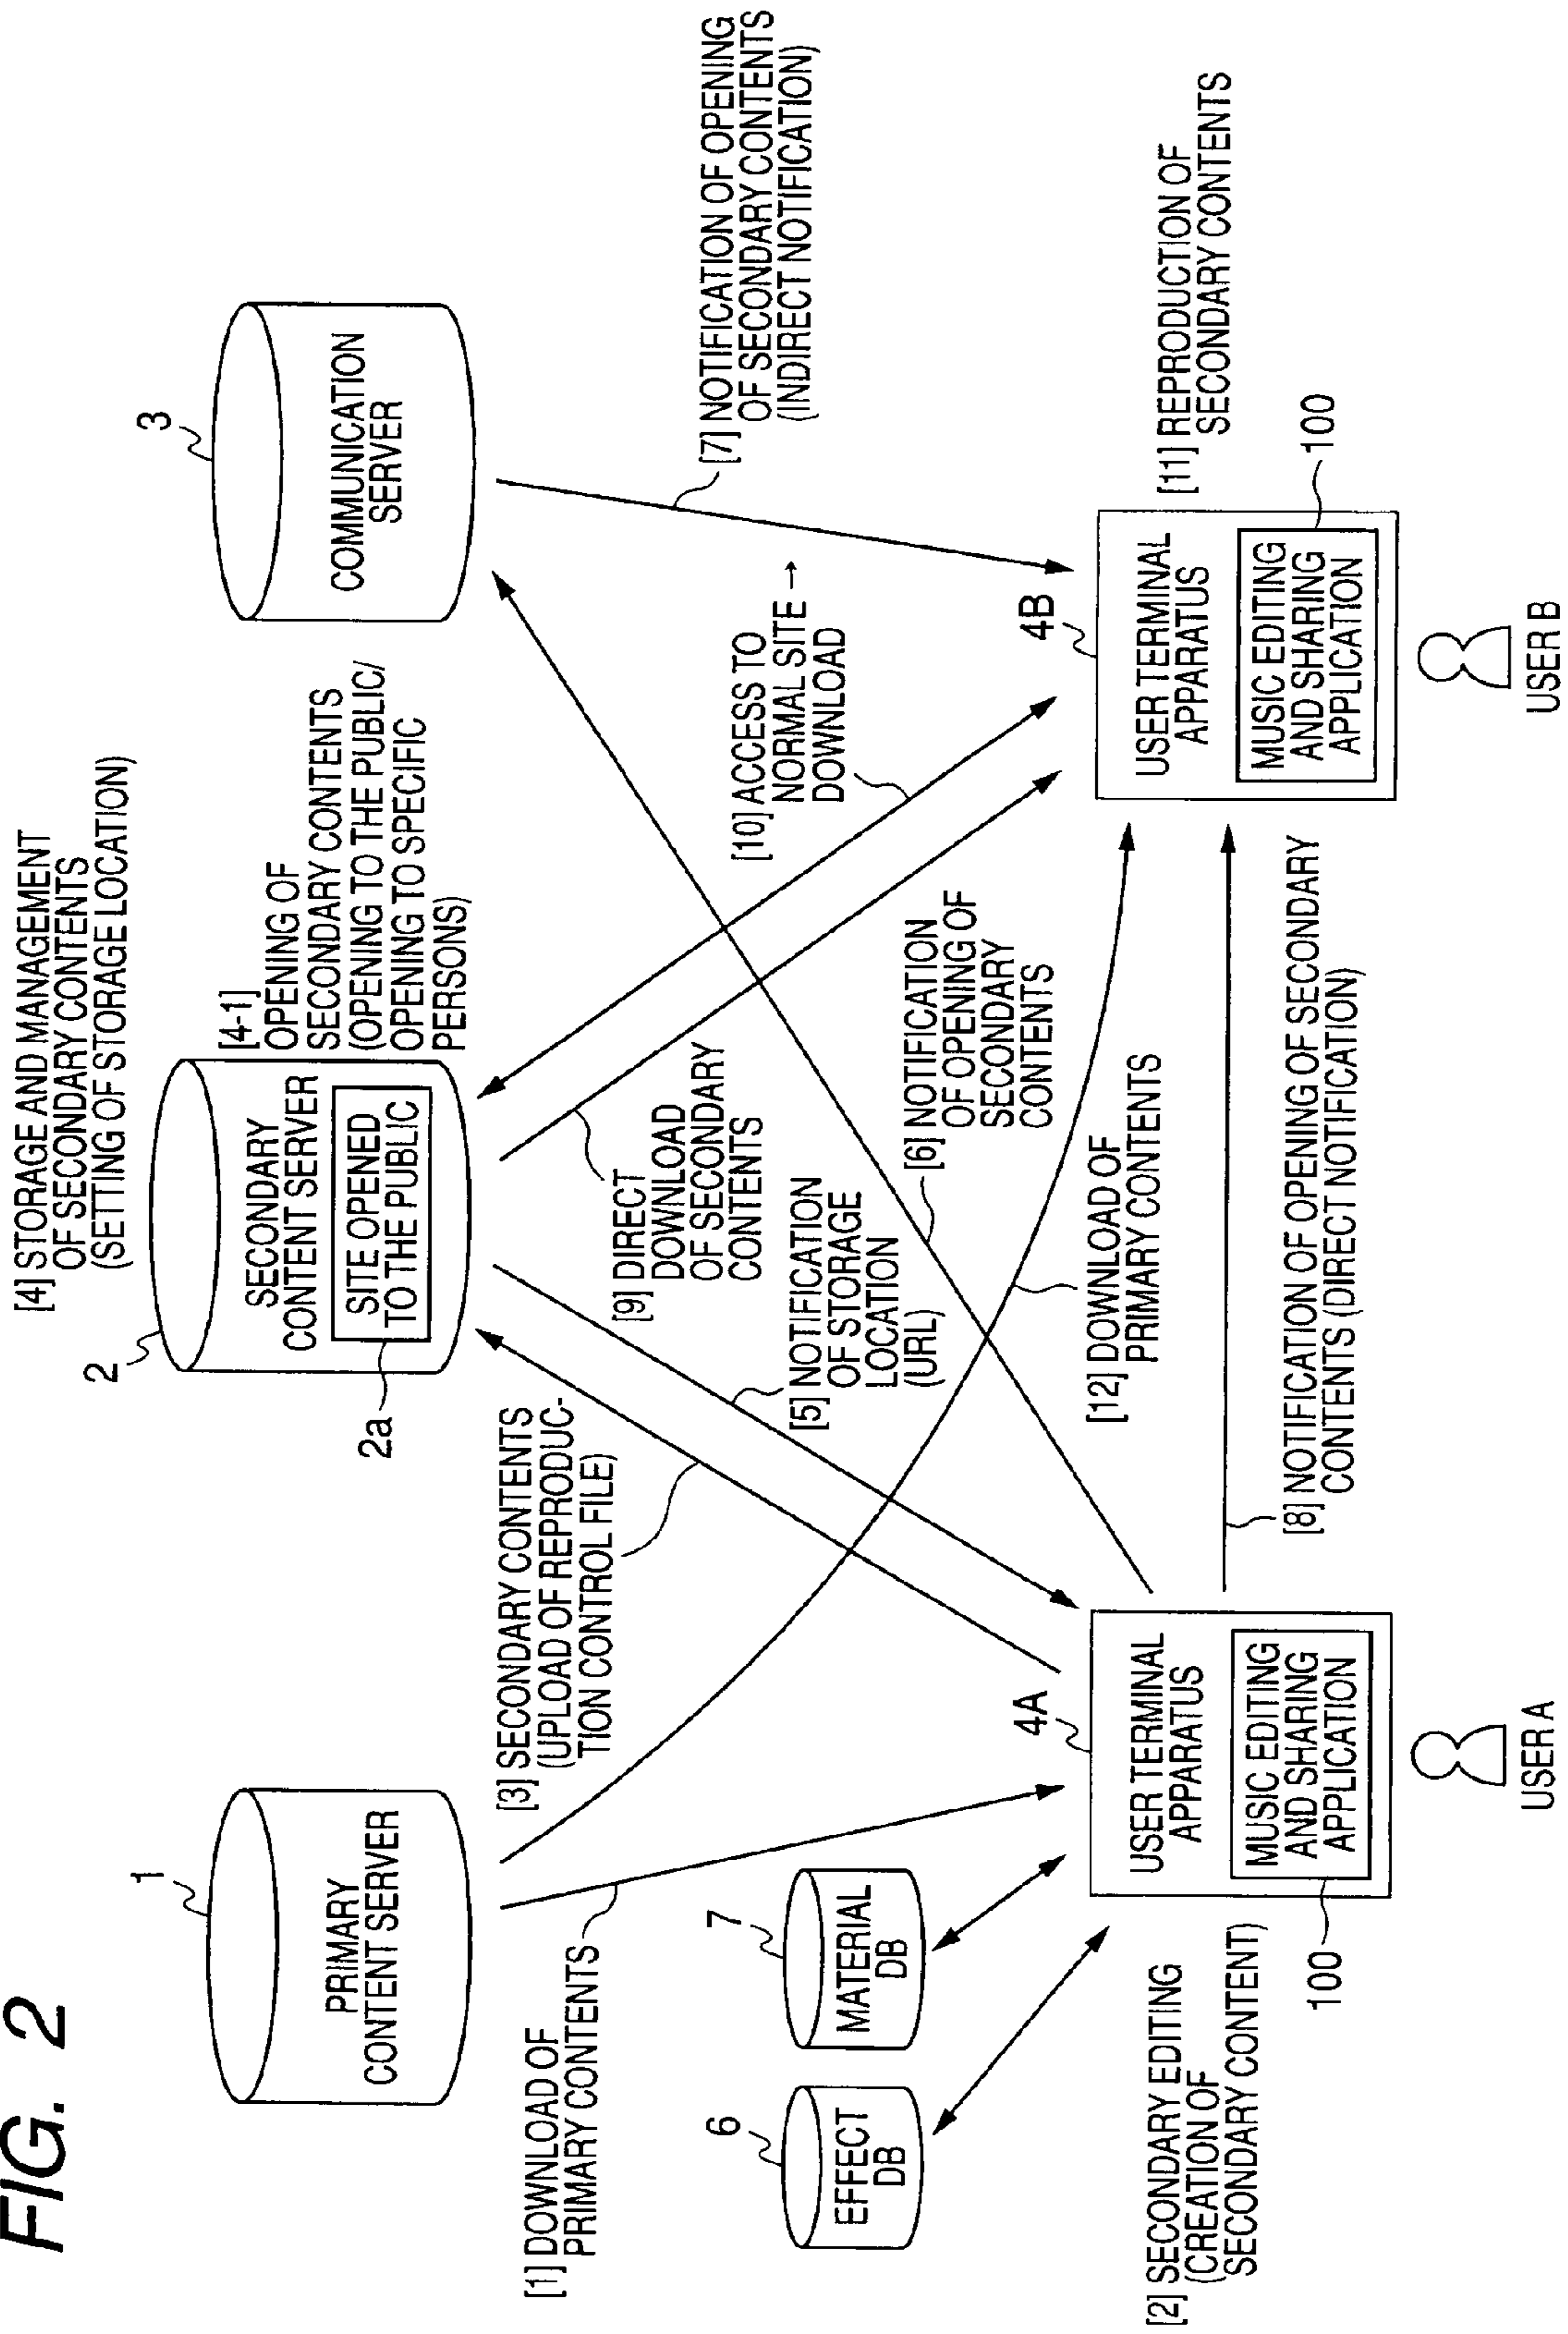 FIG. 2
1
PRIMARY
CONTENT SERVER
[4] STORAGE AND MANAGEMENT
OF SECONDARY CONTENTS
(SETTING OF STORAGE LOCATION)
2
SECONDARY
CONTENT SERVER
SITE OPENED
TO THE PUBLIC
2a
[4-1]
OPENING OF
SECONDARY CONTENTS
(OPENING TO THE PUBLIC/
OPENING TO SPECIFIC
PERSONS)
3
COMMUNICATION
SERVER
[1] DOWNLOAD OF
PRIMARY CONTENTS
[3] SECONDARY CONTENTS
(UPLOAD OF REPRODUC-
TION CONTROL FILE)
[9] DIRECT
DOWNLOAD
OF SECONDARY
CONTENTS
[5] NOTIFICATION
OF STORAGE
LOCATION
(URL)
[10] ACCESS TO
NORMAL SITE →
DOWNLOAD
[7] NOTIFICATION OF OPENING
OF SECONDARY CONTENTS
(INDIRECT NOTIFICATION)
[6] NOTIFICATION
OF OPENING OF
SECONDARY
CONTENTS
6
EFFECT
DB
7
MATERIAL
DB
[12] DOWNLOAD OF
PRIMARY CONTENTS
[2] SECONDARY EDITING
(CREATION OF
SECONDARY CONTENT)
4A
USER TERMINAL
APPARATUS
MUSIC EDITING
AND SHARING
APPLICATION
100
USER A
[8] NOTIFICATION OF OPENING OF SECONDARY
CONTENTS (DIRECT NOTIFICATION)
4B
USER TERMINAL
APPARATUS
MUSIC EDITING
AND SHARING
APPLICATION
100
USER B
[11] REPRODUCTION OF
SECONDARY CONTENTS